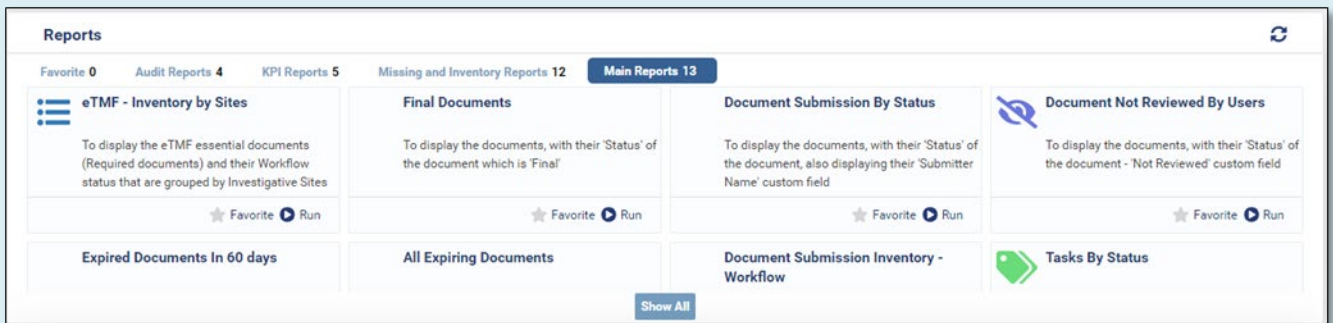 Reports
Favorite 0 Audit Reports 4 KPI Reports 5 Missing and Inventory Reports 12 Main Reports 13
eTMF - Inventory by Sites
To display the eTMF essential documents
(Required documents) and their Workflow
status that are grouped by Investigative Sites
Favorite Run
Final Documents
To display the documents, with their 'Status' of
the document which is 'Final'
Favorite Run
Document Submission By Status
To display the documents, with their 'Status' of
the document, also displaying their 'Submitter
Name' custom field
Favorite Run
Document Not Reviewed By Users
To display the documents, with their 'Status' of
the document - 'Not Reviewed' custom field
Favorite Run
Expired Documents In 60 days
All Expiring Documents
Document Submission Inventory -
Workflow
Tasks By Status
Show All